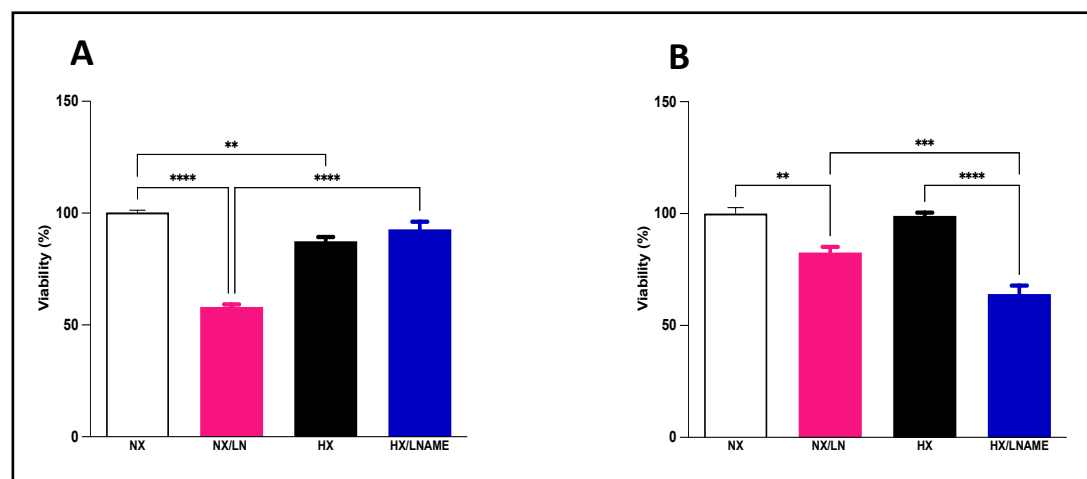 A
Viability (%)
150
100
50
0
**
****
****
NX
NX/LN
HX
HX/LNAME
B
Viability (%)
150
100
50
0
***
**
****
NX
NX/LN
HX
HX/LNAME